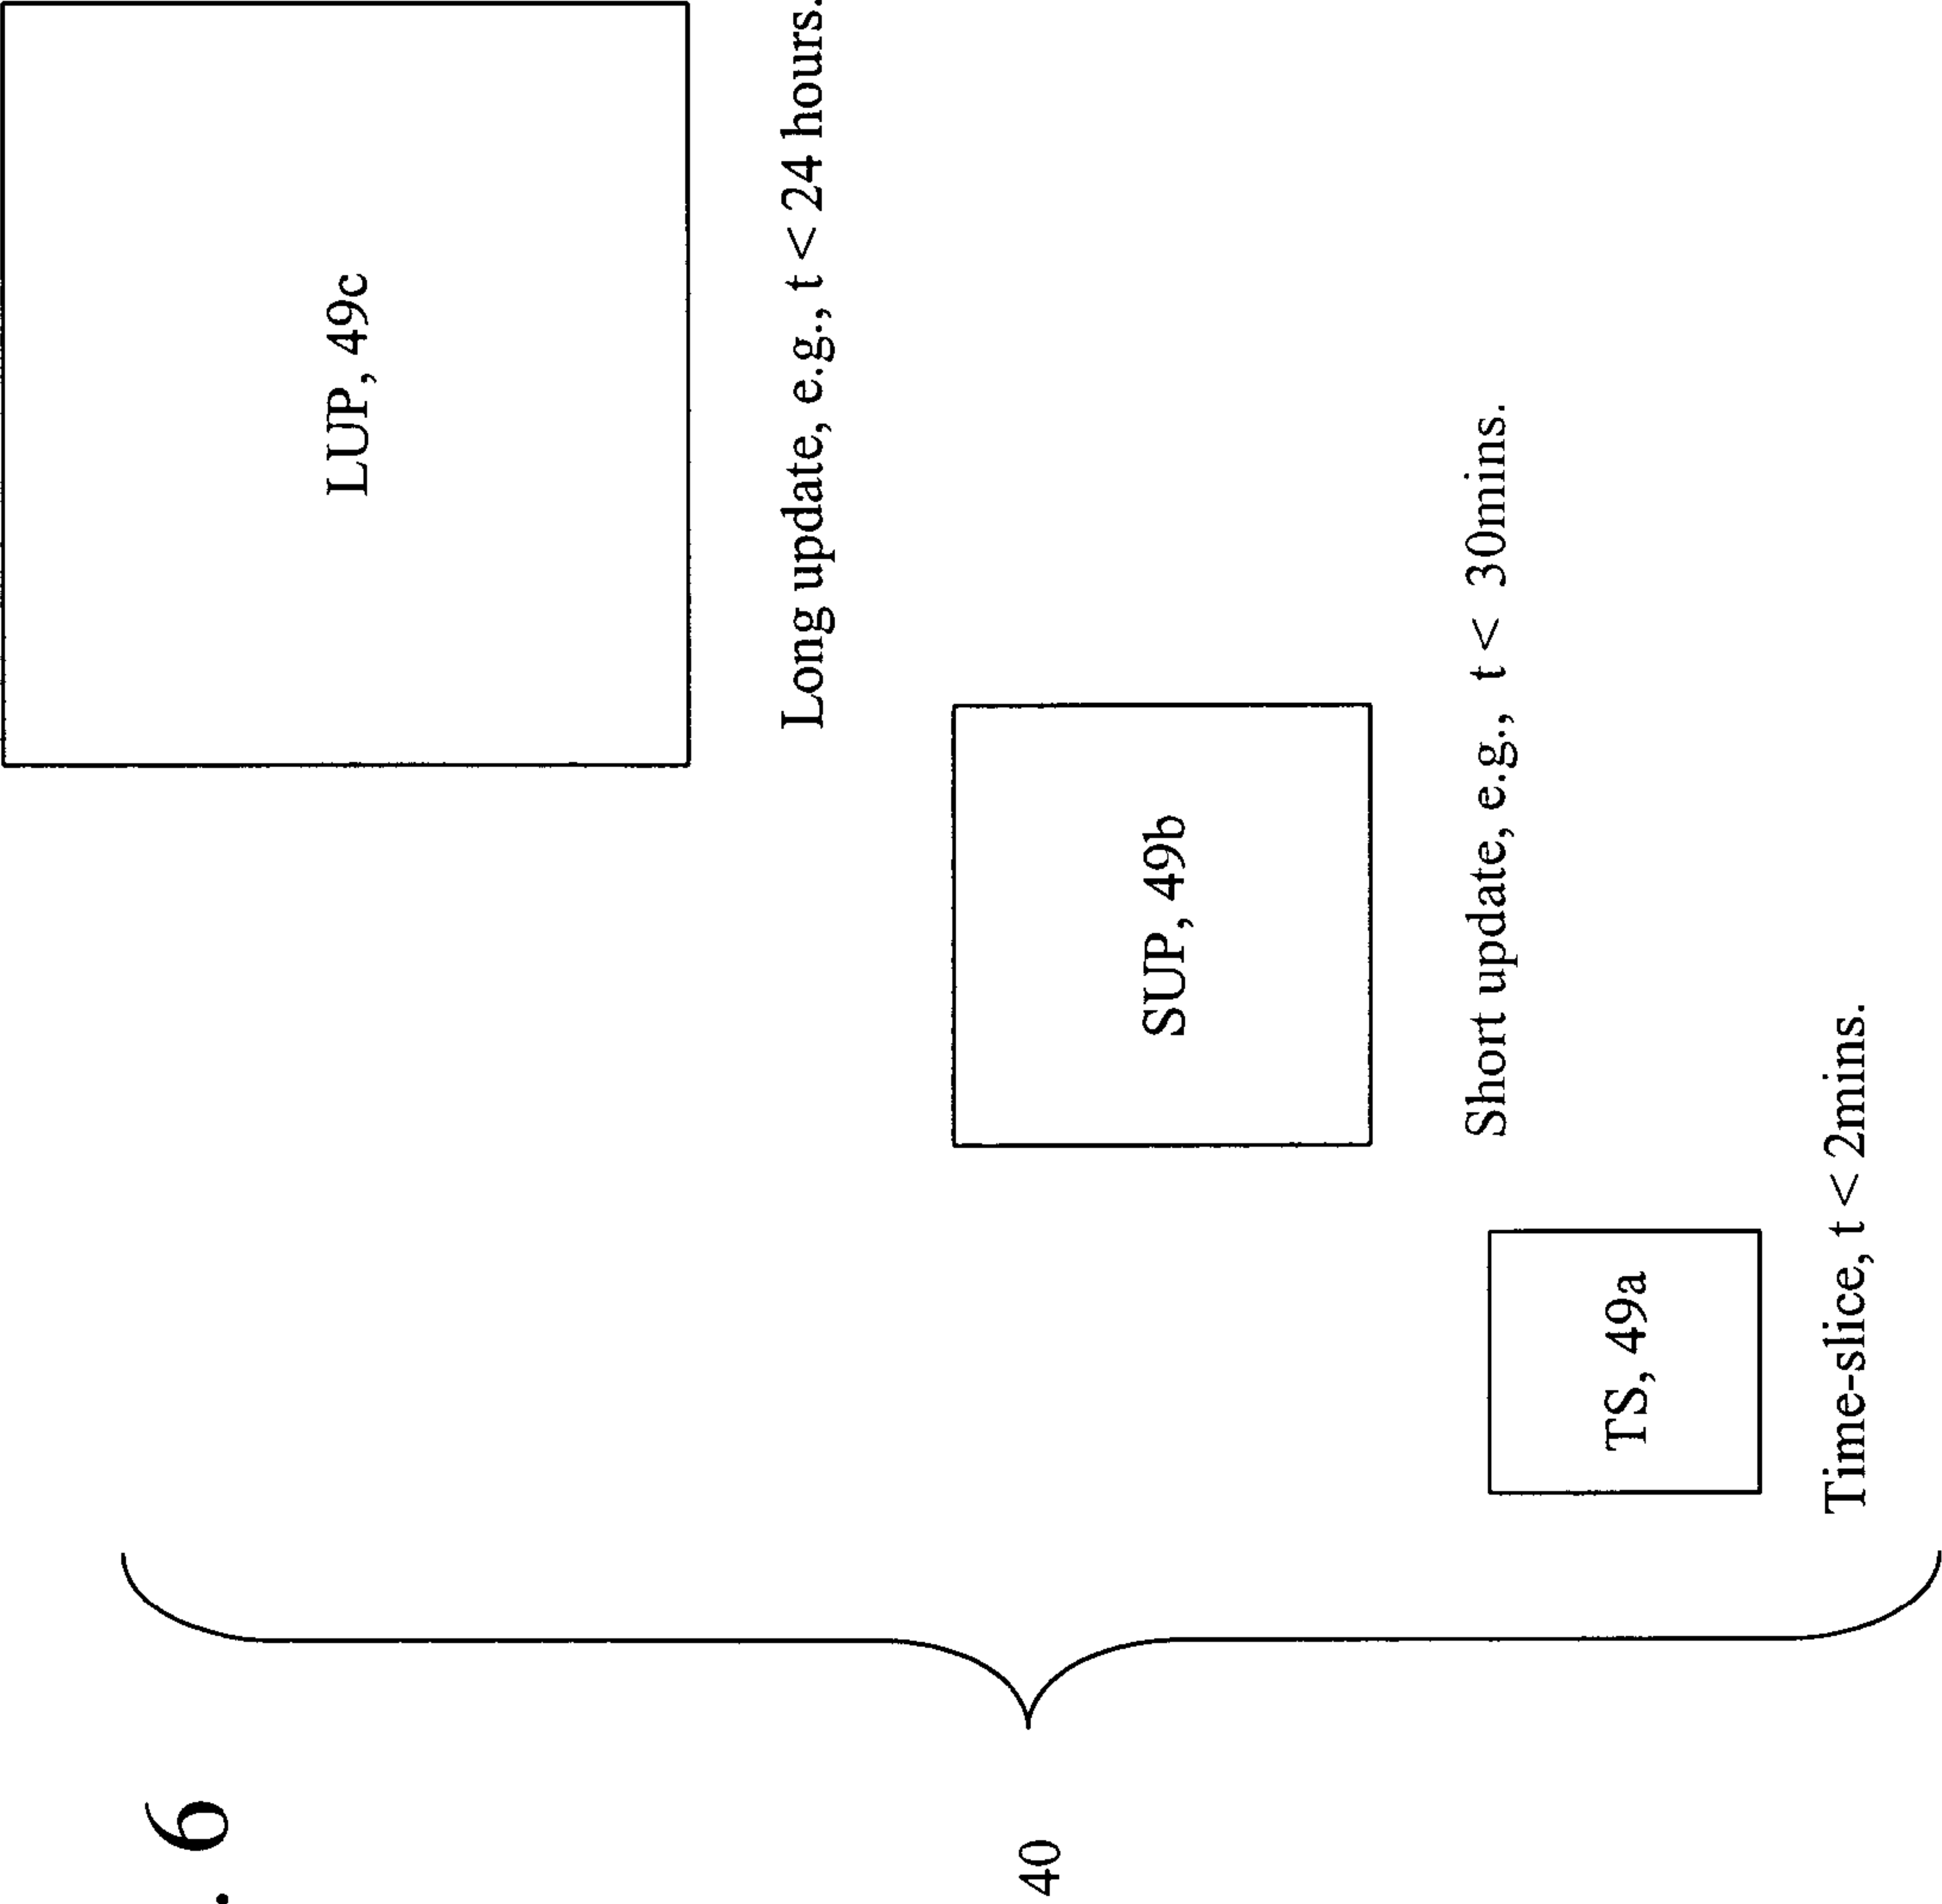 . 6
40
LUP, 49c
Long update, e.g., t < 24 hours.
SUP, 49b
Short update, e.g., t < 30mins.
TS, 49a
Time-slice, t < 2mins.